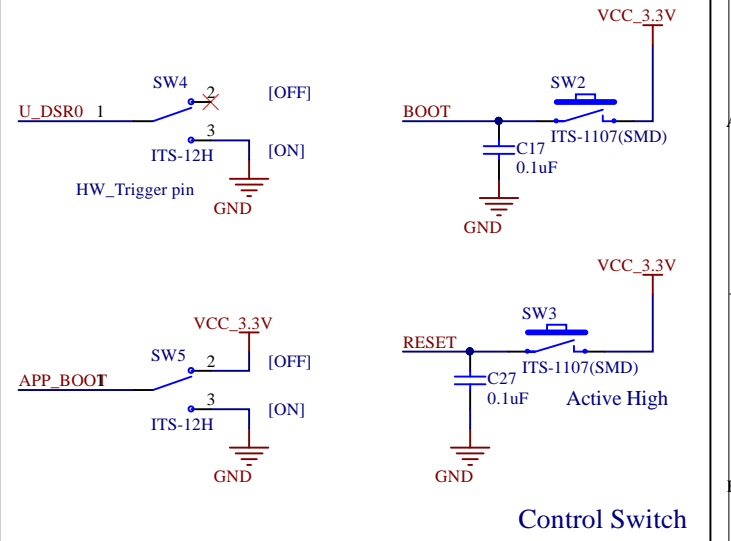 VCC_3.3V
SW4
2
[OFF]
U_DSR0 1
3
[ON]
ITS-12H
HW_Trigger pin
GND
SW2
BOOT
ITS-1107(SMD)
C17
0.1uF
GND
VCC_3.3V
SW5
2
[OFF]
APP_BOOT
1
3
[ON]
ITS-12H
GND
VCC_3.3V
SW3
RESET
ITS-1107(SMD)
C27
0.1uF
Active High
GND
Control Switch